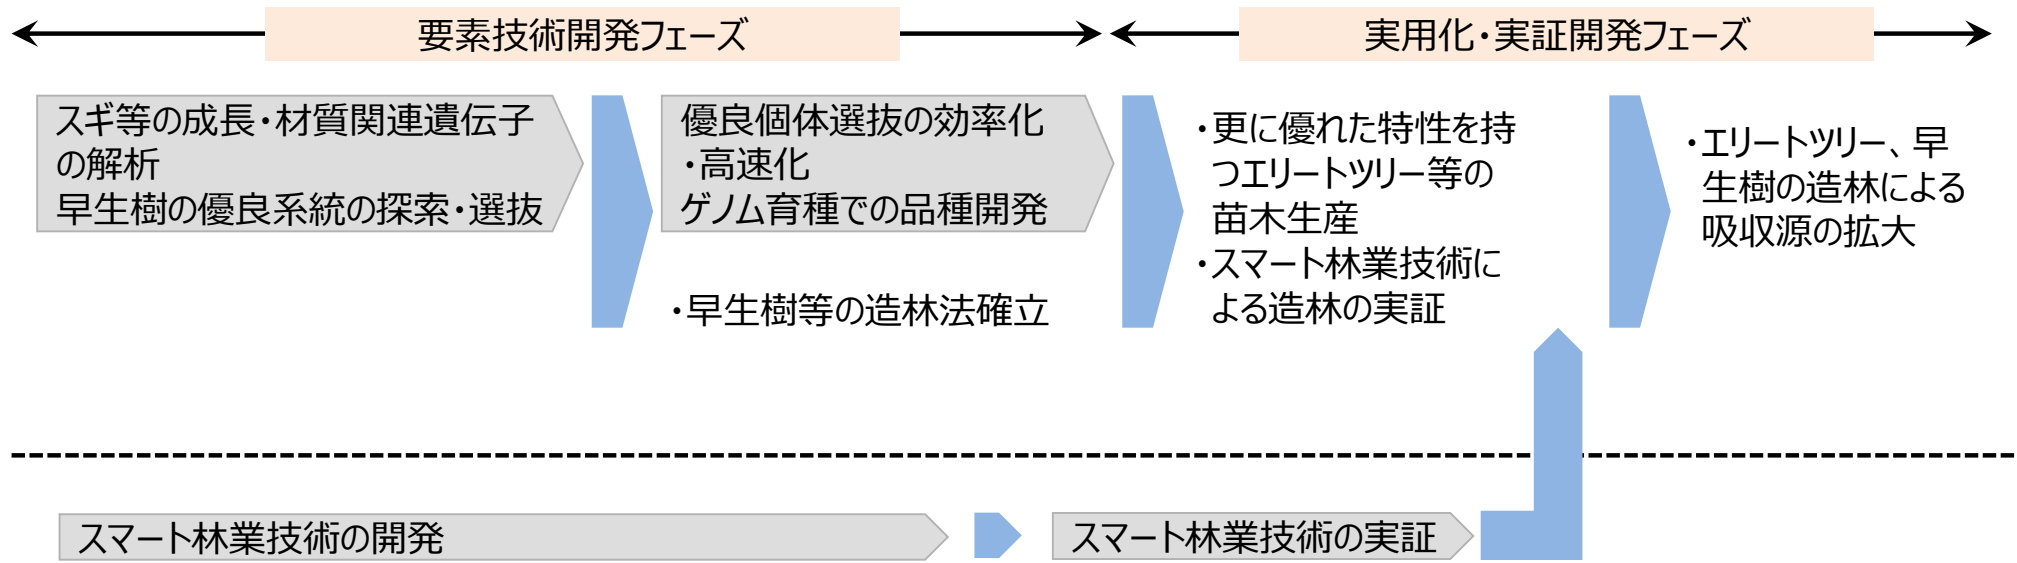 要素技術開発フェーズ
実用化・実証開発フェーズ
スギ等の成長・材質関連遺伝子
の解析
早生樹の優良系統の探索・選抜
優良個体選抜の効率化
・高速化
ゲノム育種での品種開発
・早生樹等の造林法確立
・更に優れた特性を持
つエリートツリー等の
苗木生産
・スマート林業技術に
よる造林の実証
・エリートツリー、早
生樹の造林による
吸収源の拡大
スマート林業技術の開発
スマート林業技術の実証